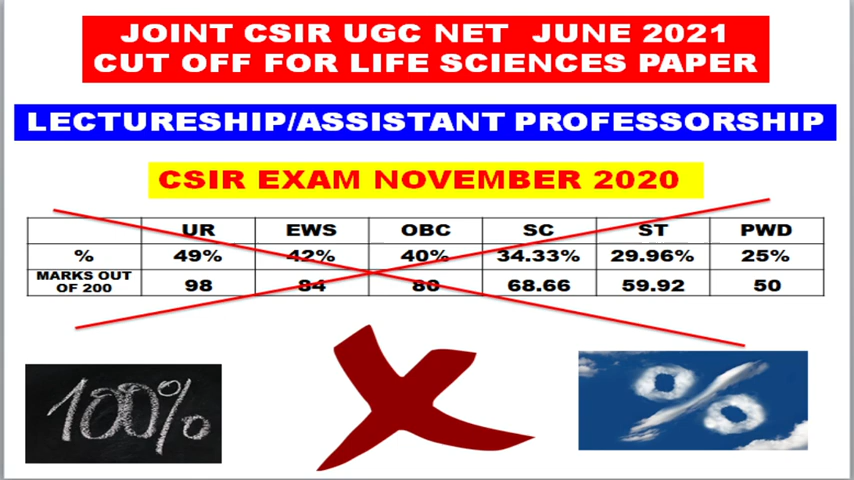 JOINT CSIR UGC NET JUNE 2021
CUT OFF FOR LIFE SCIENCES PAPER
LECTURESHIP/ASSISTANT PROFESSORSHIP
CSIR EXAM NOVEMBER 2020
UR EWS OBC SC ST PWD
% 49% 42% 40% 34.33% 29.96% 25%
MARKS OUT
OF 200 98 84 80 68.66 59.92 50
100%
%